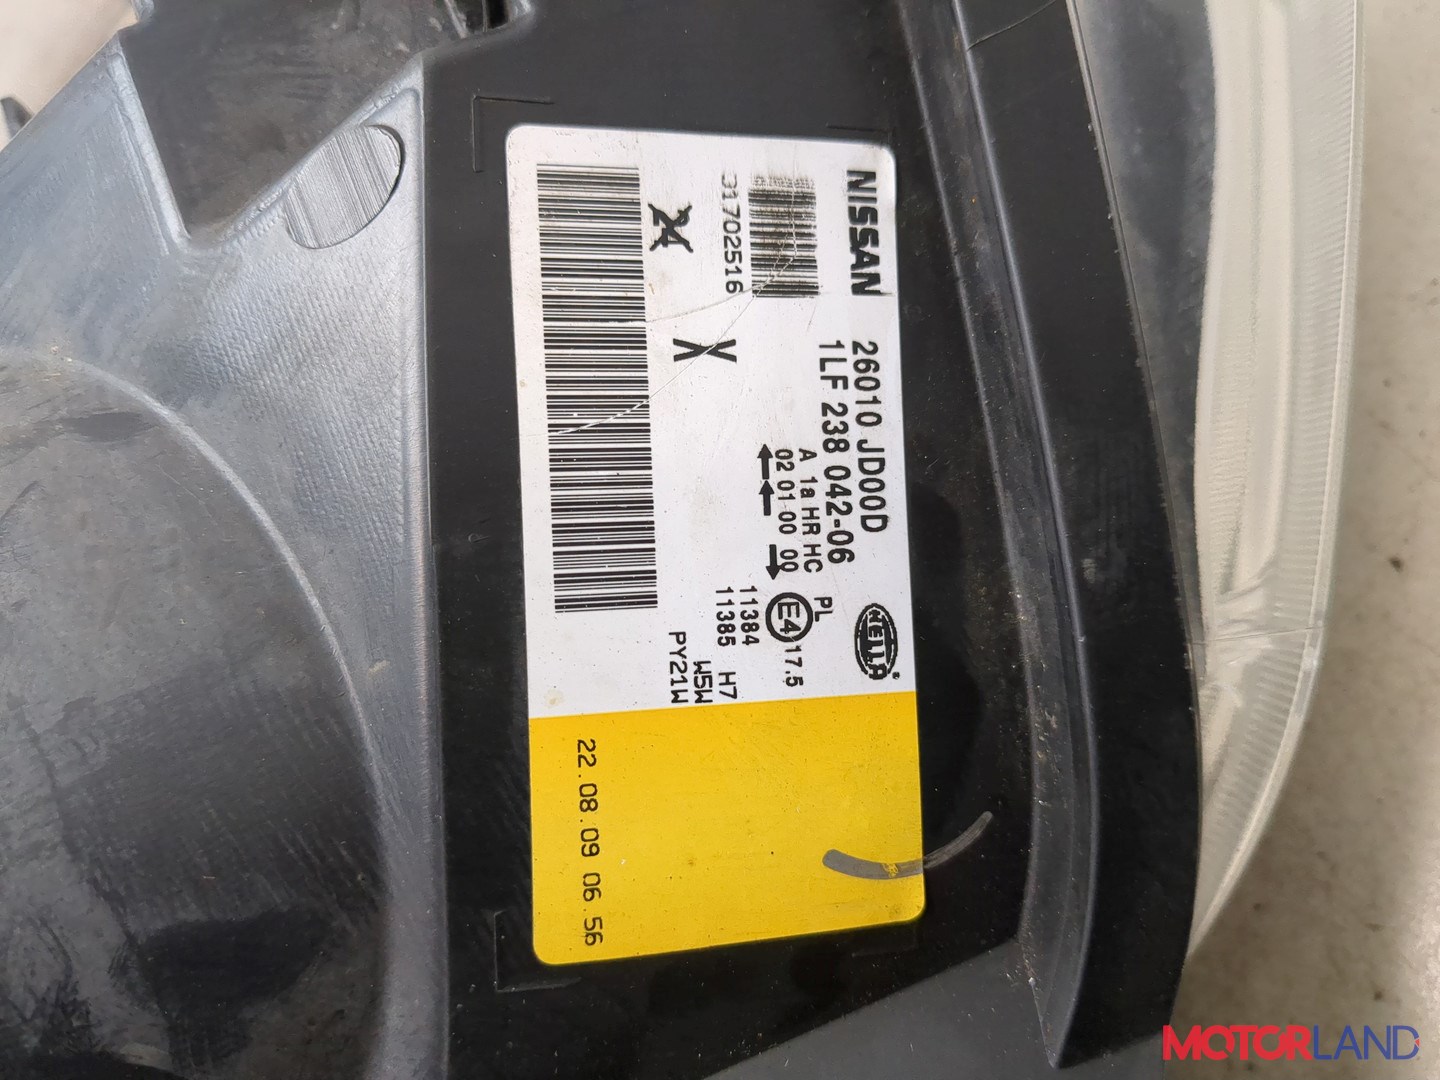 NISSAN
26010 JD00D
1LF 238 042-06
HELLA
A 1a HR HC
02 01 00 00
PL
E4
17.5
11384
11385
H7
W5W
PY21W
31702516
24
X
22.08.09 06.56
MOTORLAND